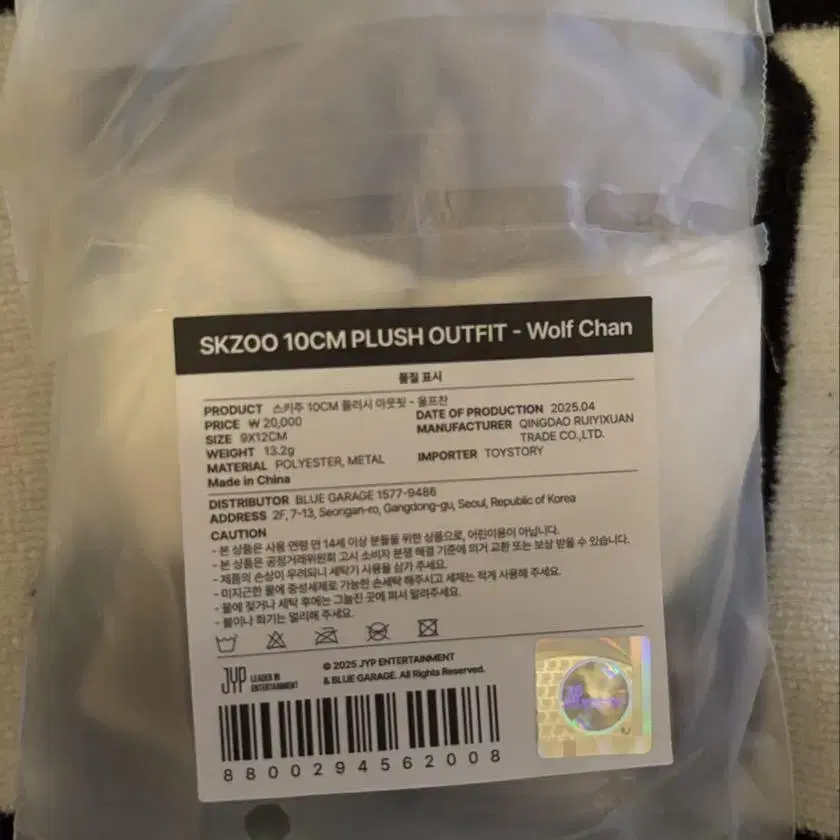 SKZOO 10CM PLUSH OUTFIT - Wolf Chan
품질 표시
PRODUCT 스키주 10CM 플러시 아웃핏 - 울프찬
PRICE ₩ 20,000
SIZE 9X12CM
WEIGHT 13.2g
MATERIAL POLYESTER, METAL
Made in China
DATE OF PRODUCTION 2025.04
MANUFACTURER QINGDAO RUIYIXUAN
TRADE CO.,LTD.
IMPORTER TOYSTORY
DISTRIBUTOR BLUE GARAGE 1577-9486
ADDRESS 2F, 7-13, Seongan-ro, Gangdong-gu, Seoul, Republic of Korea
CAUTION
- 본 상품은 사용 연령 만 14세 이상 분들을 위한 상품으로, 어린이용이 아닙니다.
- 본 상품은 공정거래위원회 고시 소비자 분쟁 해결 기준에 의거 교환 또는 보상 받을 수 있습니다.
- 제품의 손상이 우려되니 세탁기 사용을 삼가 주세요.
- 미지근한 물에 중성세제로 가능한 손세탁 해주시고 세제는 적게 사용해 주세요.
- 물에 젖거나 세탁 후에는 그늘진 곳에 펴서 말려주세요.
- 불이나 화기는 멀리해 주세요.
JYP LEADER IN
ENTERTAINMENT
© 2025 JYP ENTERTAINMENT
& BLUE GARAGE. All Rights Reserved.
8800294562008